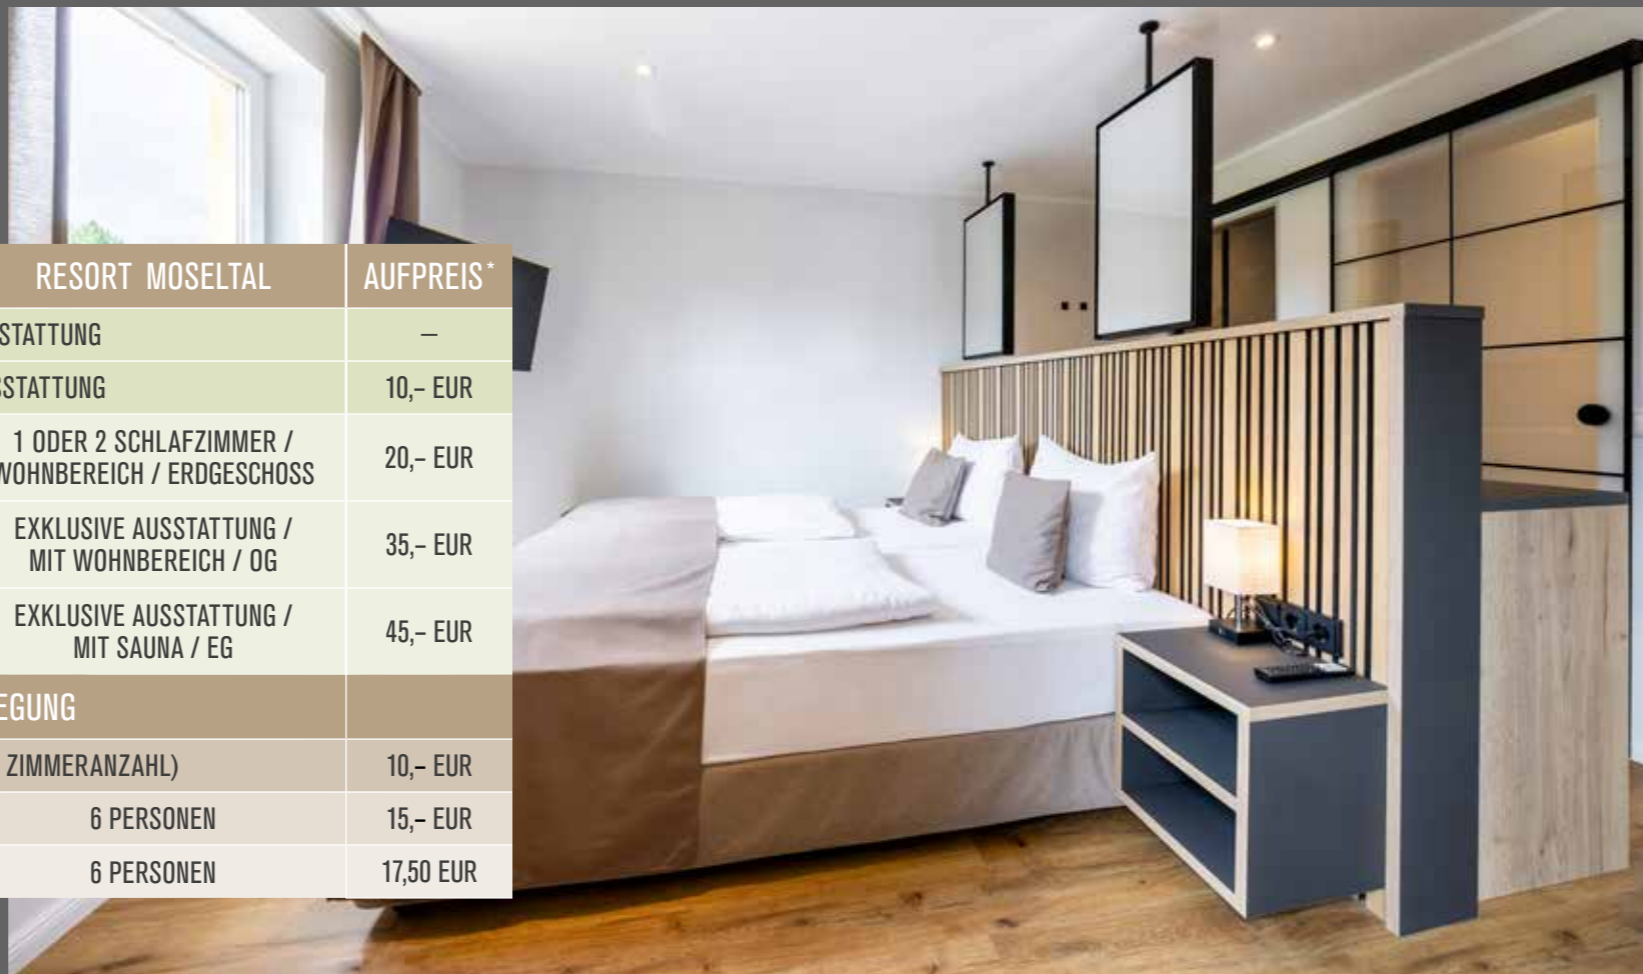 RESORT MOSELTAL AUFPREIS*
STATTUNG –
SSTATTUNG 10,– EUR
1 ODER 2 SCHLAFZIMMER /
WOHNBEREICH / ERDGESCHOSS 20,– EUR
EXKLUSIVE AUSSTATTUNG /
MIT WOHNBEREICH / OG 35,– EUR
EXKLUSIVE AUSSTATTUNG /
MIT SAUNA / EG 45,– EUR
EGUNG
ZIMMERANZAHL) 10,– EUR
6 PERSONEN 15,– EUR
6 PERSONEN 17,50 EUR